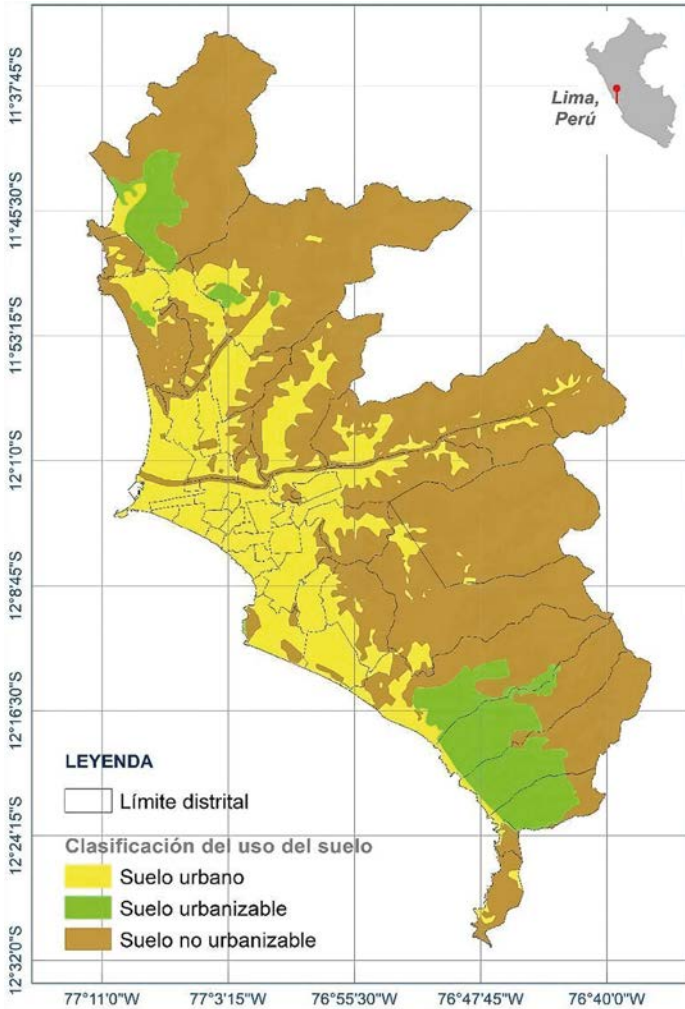 Lima,
Perú
11°37'45"S
11°45'30"S
11°53'15"S
12°1'0"S
12°8'45"S
12°16'30"S
12°24'15"S
12°32'0"S
LEYENDA
Límite distrital
Clasificación del uso del suelo
Suelo urbano
Suelo urbanizable
Suelo no urbanizable
77°11'0"W
77°3'15"W
76°55'30"W
76°47'45"W
76°40'0"W